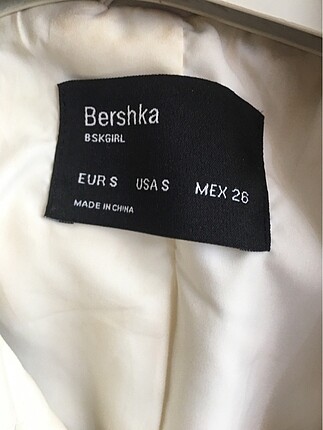 Bershka
BSKGIRL
EUR S USA S MEX 26
MADE IN CHINA